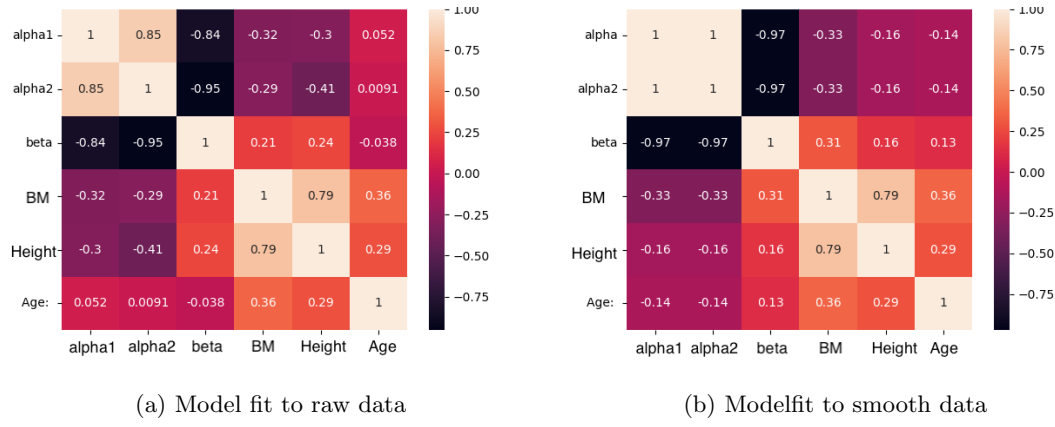 alpha1 1 0.85 -0.84 -0.32 -0.3 0.052
alpha2 0.85 1 -0.95 -0.29 -0.41 0.0091
beta -0.84 -0.95 1 0.21 0.24 -0.038
BM -0.32 -0.29 0.21 1 0.79 0.36
Height -0.3 -0.41 0.24 0.79 1 0.29
Age: 0.052 0.0091 -0.038 0.36 0.29 1
alpha1 alpha2 beta BM Height Age
1.00
0.75
0.50
0.25
0.00
−0.25
−0.50
−0.75
(a) Model fit to raw data
alpha 1 1 -0.97 -0.33 -0.16 -0.14
alpha2 1 1 -0.97 -0.33 -0.16 -0.14
beta -0.97 -0.97 1 0.31 0.16 0.13
BM -0.33 -0.33 0.31 1 0.79 0.36
Height -0.16 -0.16 0.16 0.79 1 0.29
Age: -0.14 -0.14 0.13 0.36 0.29 1
alpha1 alpha2 beta BM Height Age
1.00
0.75
0.50
0.25
0.00
−0.25
−0.50
−0.75
(b) Modelfit to smooth data